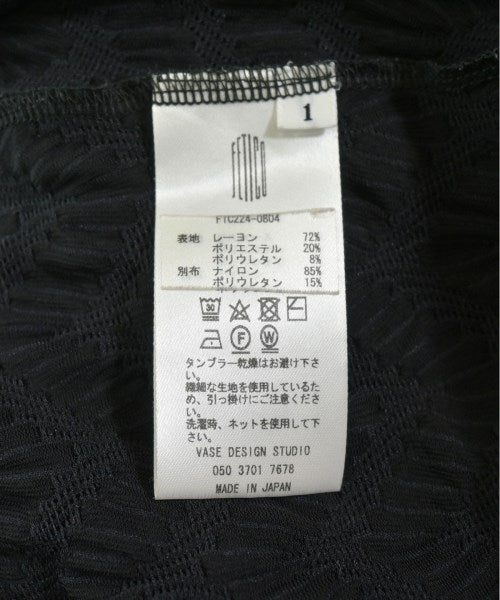 1
FETICO
FTC224-0804
表地 レーヨン 72%
ポリエステル 20%
ポリウレタン 8%
別布 ナイロン 85%
ポリウレタン 15%
30
F W
タンブラー乾燥はお避け下さ
い。
繊細な生地を使用しているた
め、引っ掛けにご注意くださ
い。
洗濯時、ネットを使用して下
さい。
VASE DESIGN STUDIO
050 3701 7678
MADE IN JAPAN